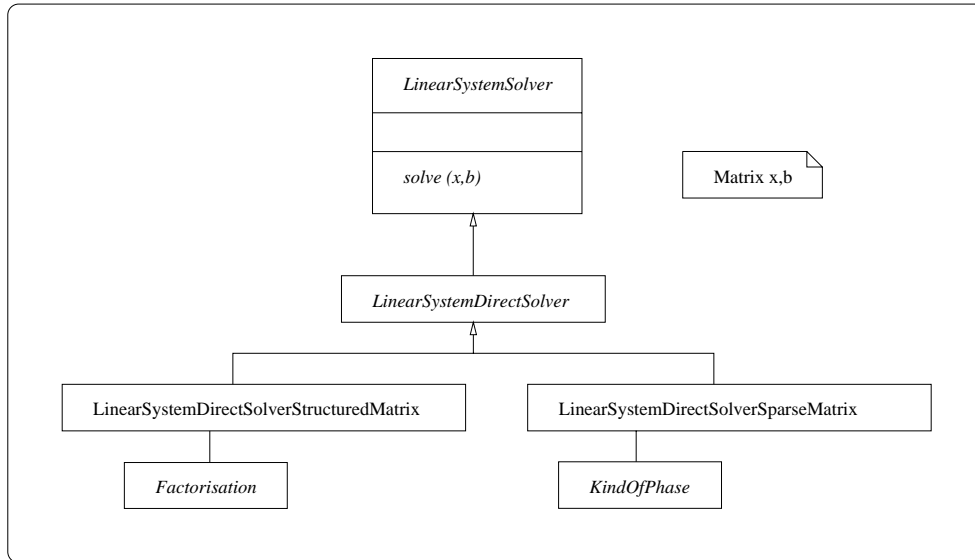 LinearSystemSolver
solve (x,b)
Matrix x,b
LinearSystemDirectSolver
LinearSystemDirectSolverStructuredMatrix
LinearSystemDirectSolverSparseMatrix
Factorisation
KindOfPhase